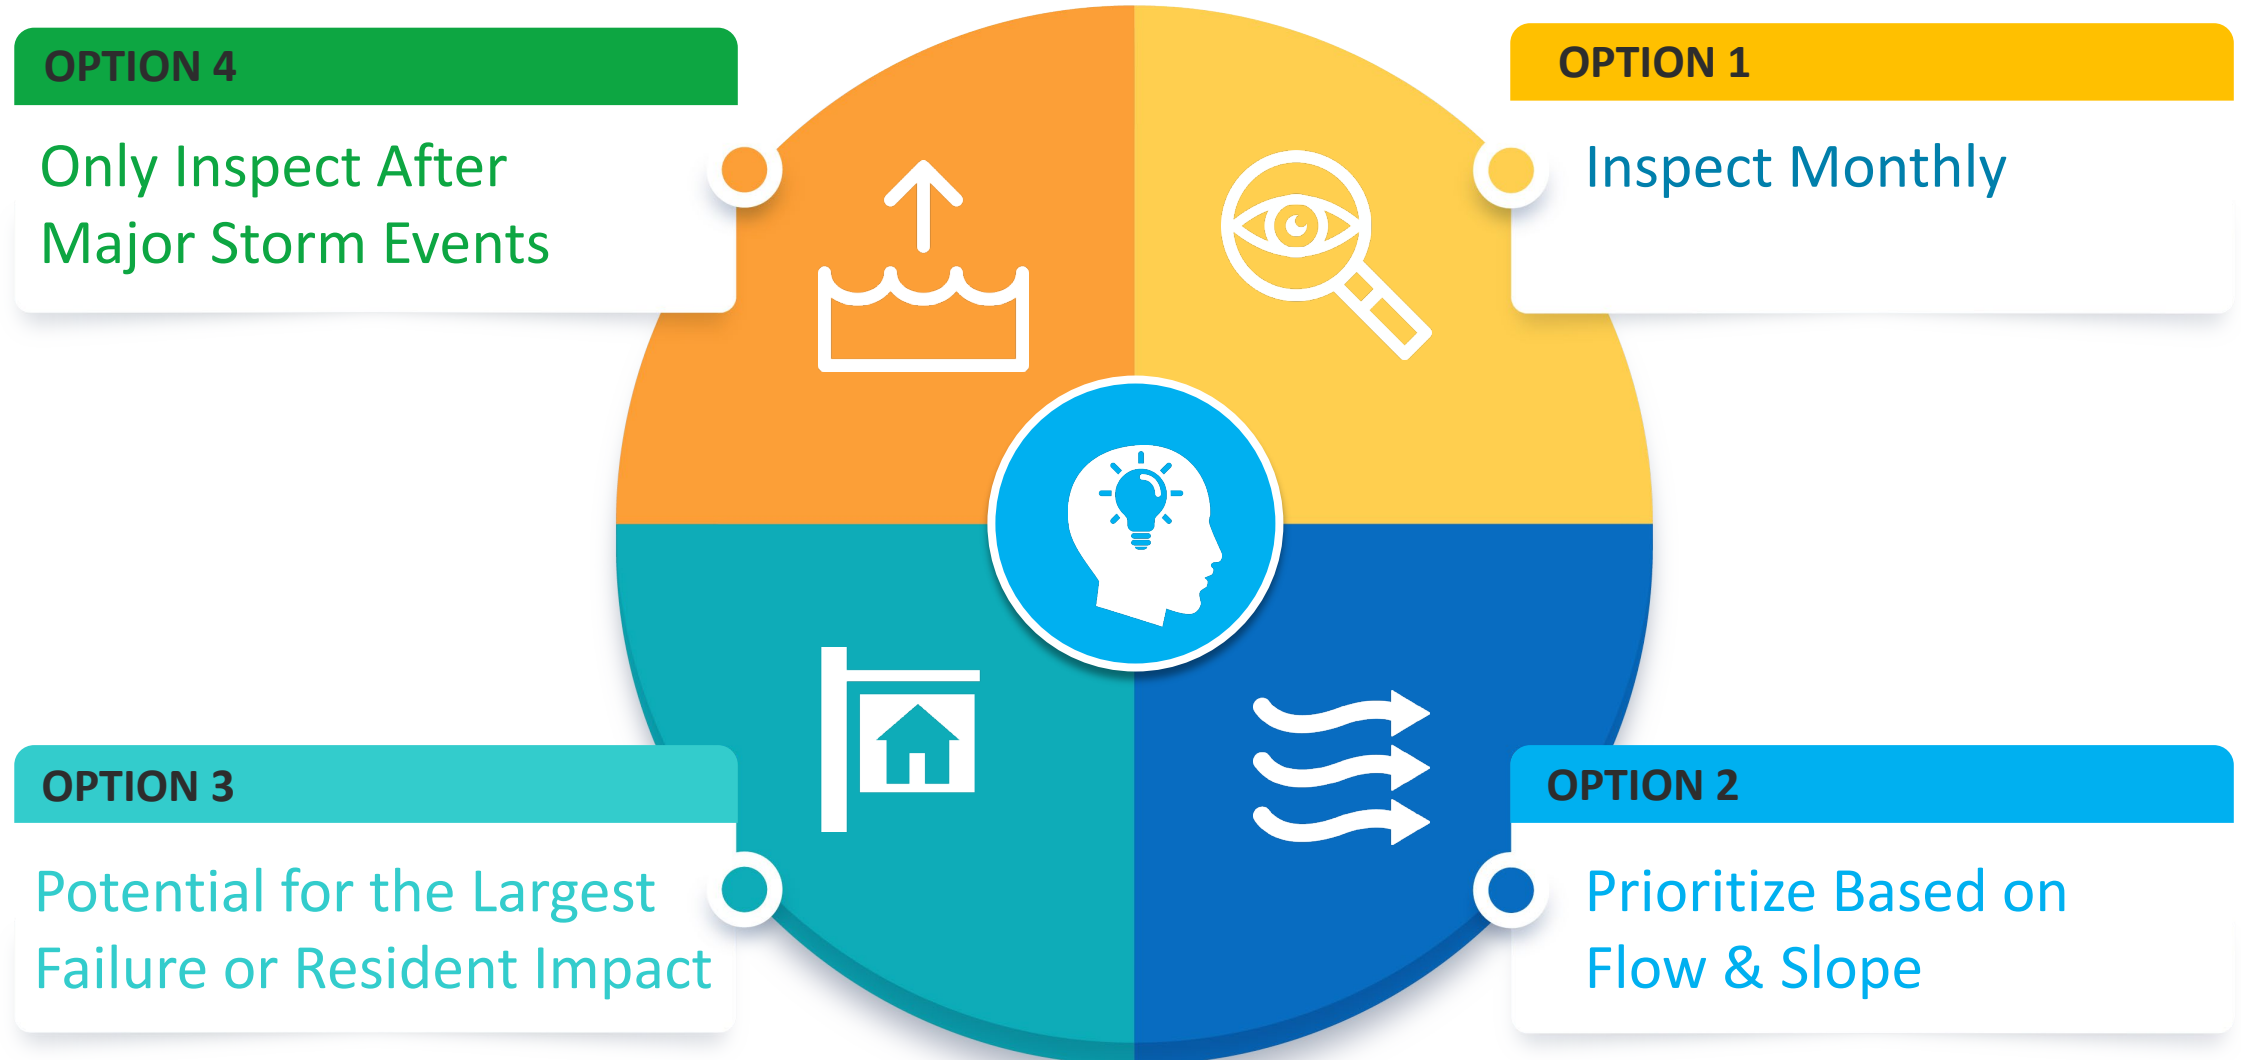 OPTION 4
Only Inspect After
Major Storm Events
OPTION 1
Inspect Monthly
OPTION 3
Potential for the Largest
Failure or Resident Impact
OPTION 2
Prioritize Based on
Flow & Slope